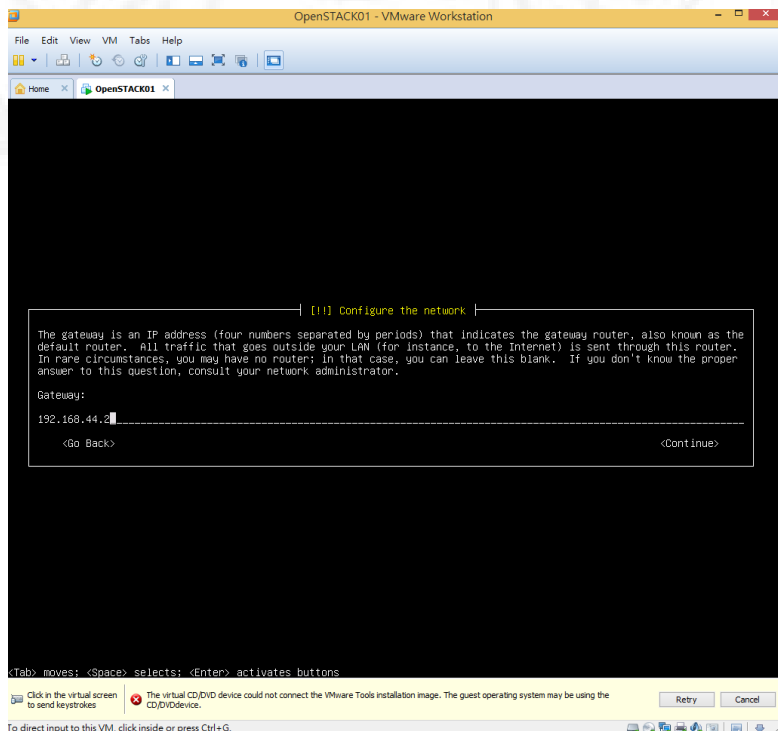 OpenSTACK01 - VMware Workstation
File Edit View VM Tabs Help
Home OpenSTACK01
[!!] Configure the network
The gateway is an IP address (four numbers separated by periods) that indicates the gateway router, also known as the
default router. All traffic that goes outside your LAN (for instance, to the Internet) is sent through this router.
In rare circumstances, you may have no router; in that case, you can leave this blank. If you don't know the proper
answer to this question, consult your network administrator.
Gateway:
192.168.44.2
<Go Back> <Continue>
<Tab> moves; <Space> selects; <Enter> activates buttons
Click in the virtual screen
to send keystrokes
The virtual CD/DVD device could not connect the VMware Tools installation image. The guest operating system may be using the
CD/DVDdevice.
Retry Cancel
To direct input to this VM, click inside or press Ctrl+G.